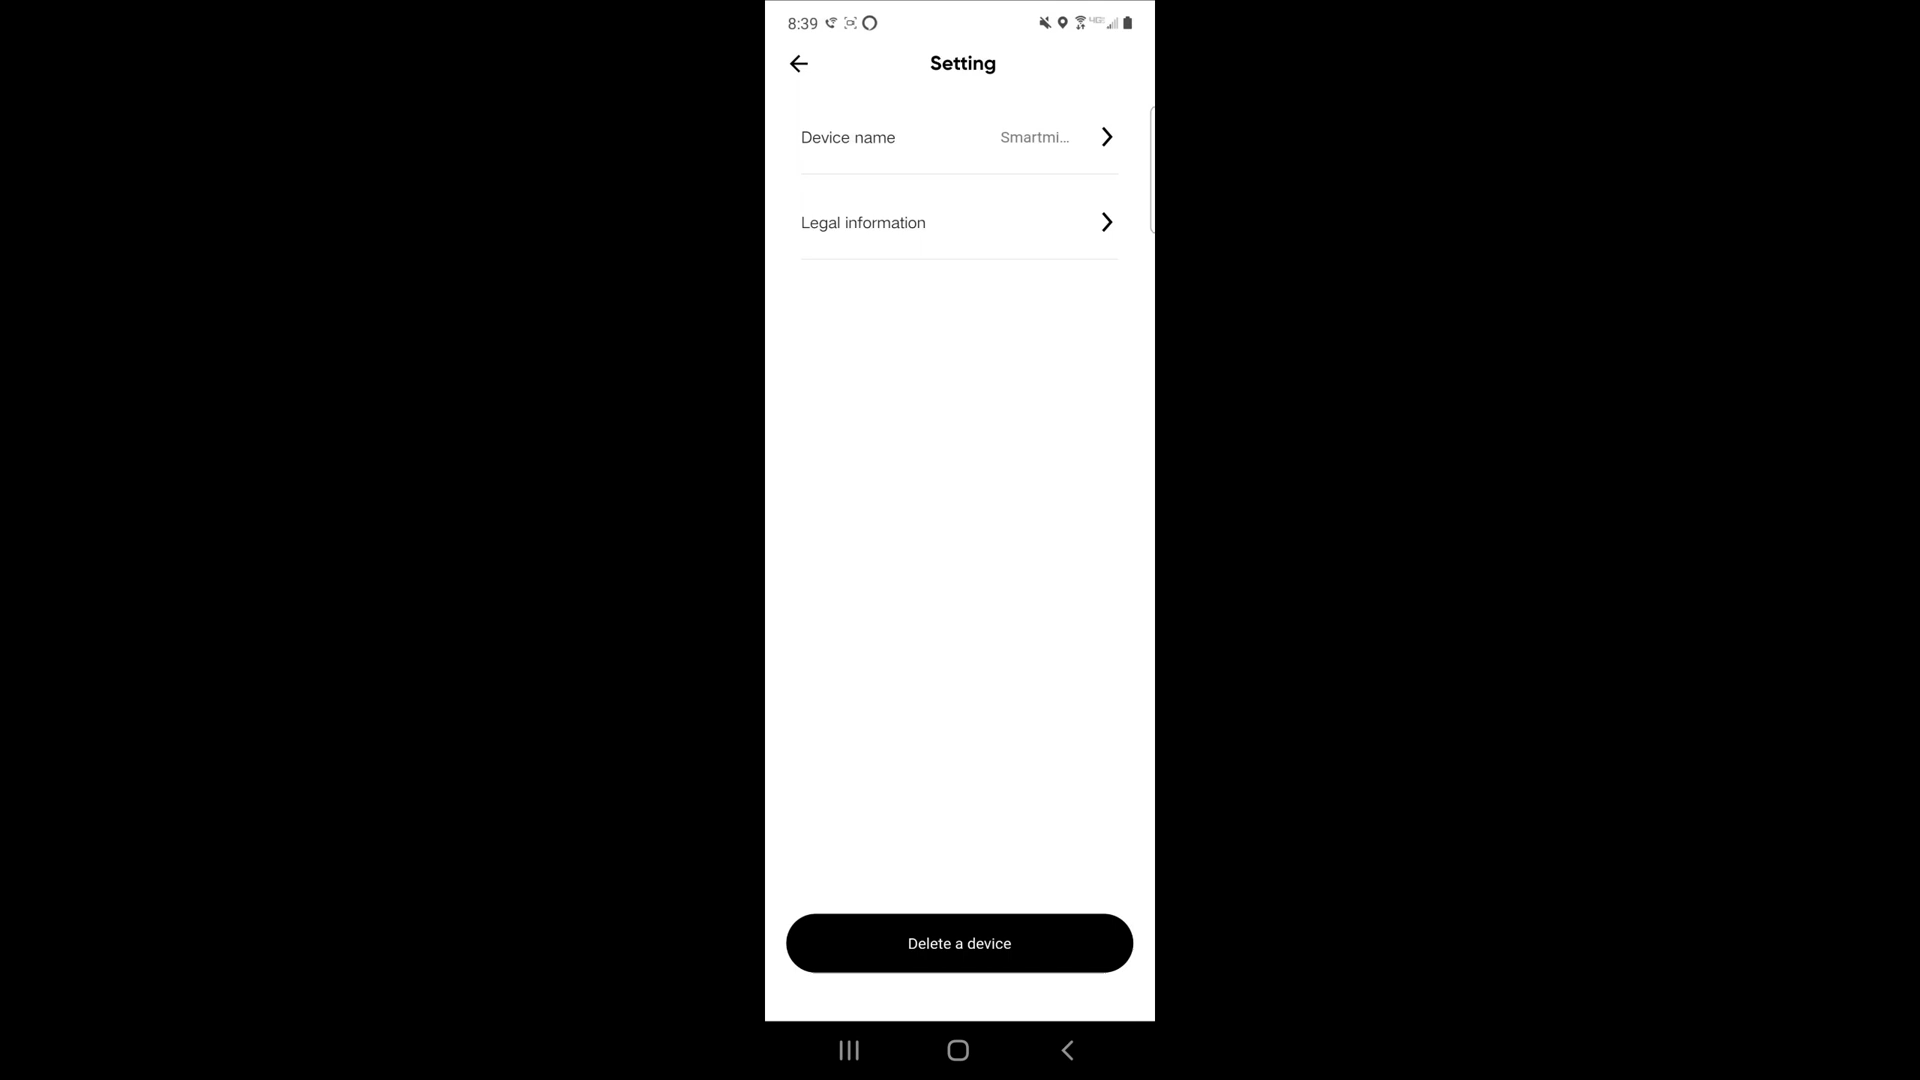 8:39
Setting
Device name Smartmi...
Legal information
Delete a device